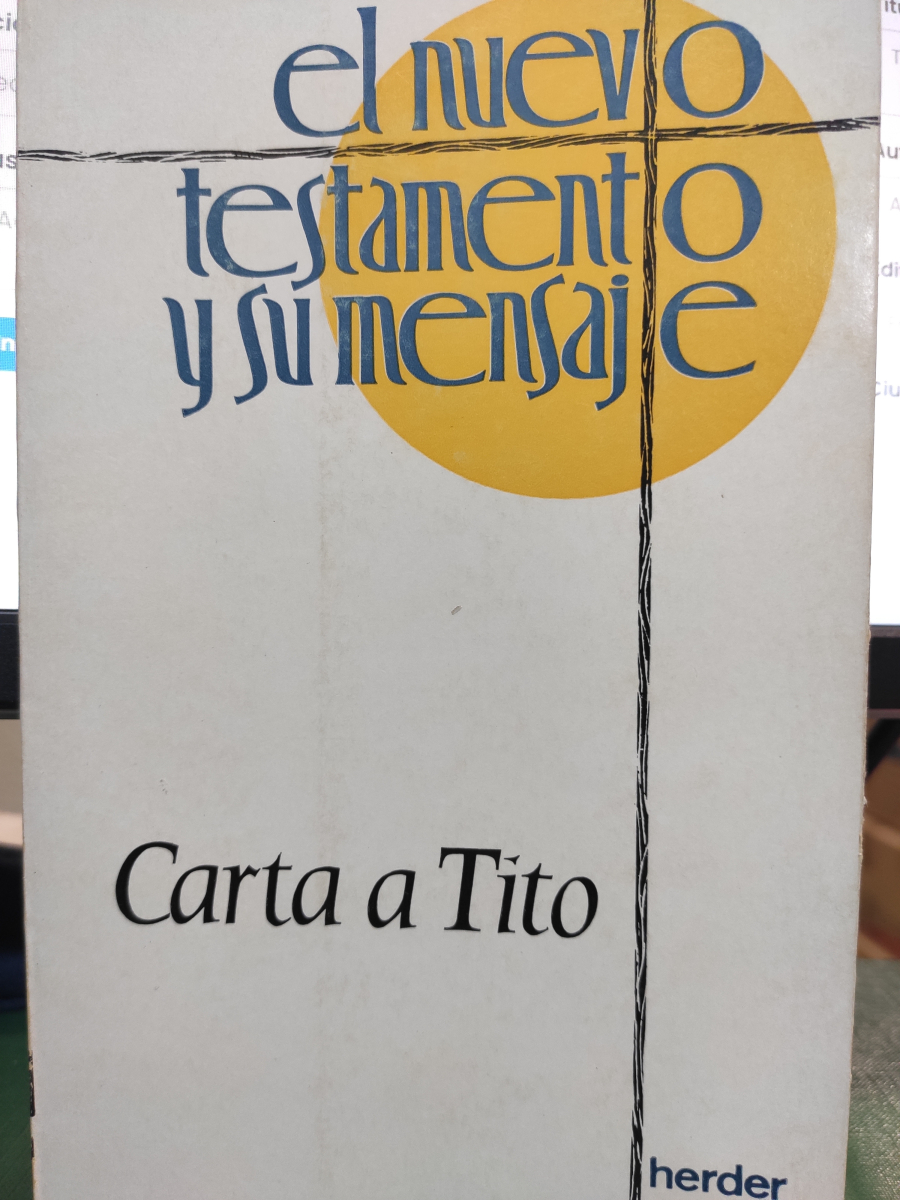 el nuevo
testamento
y su mensaje
Carta a Tito
herder